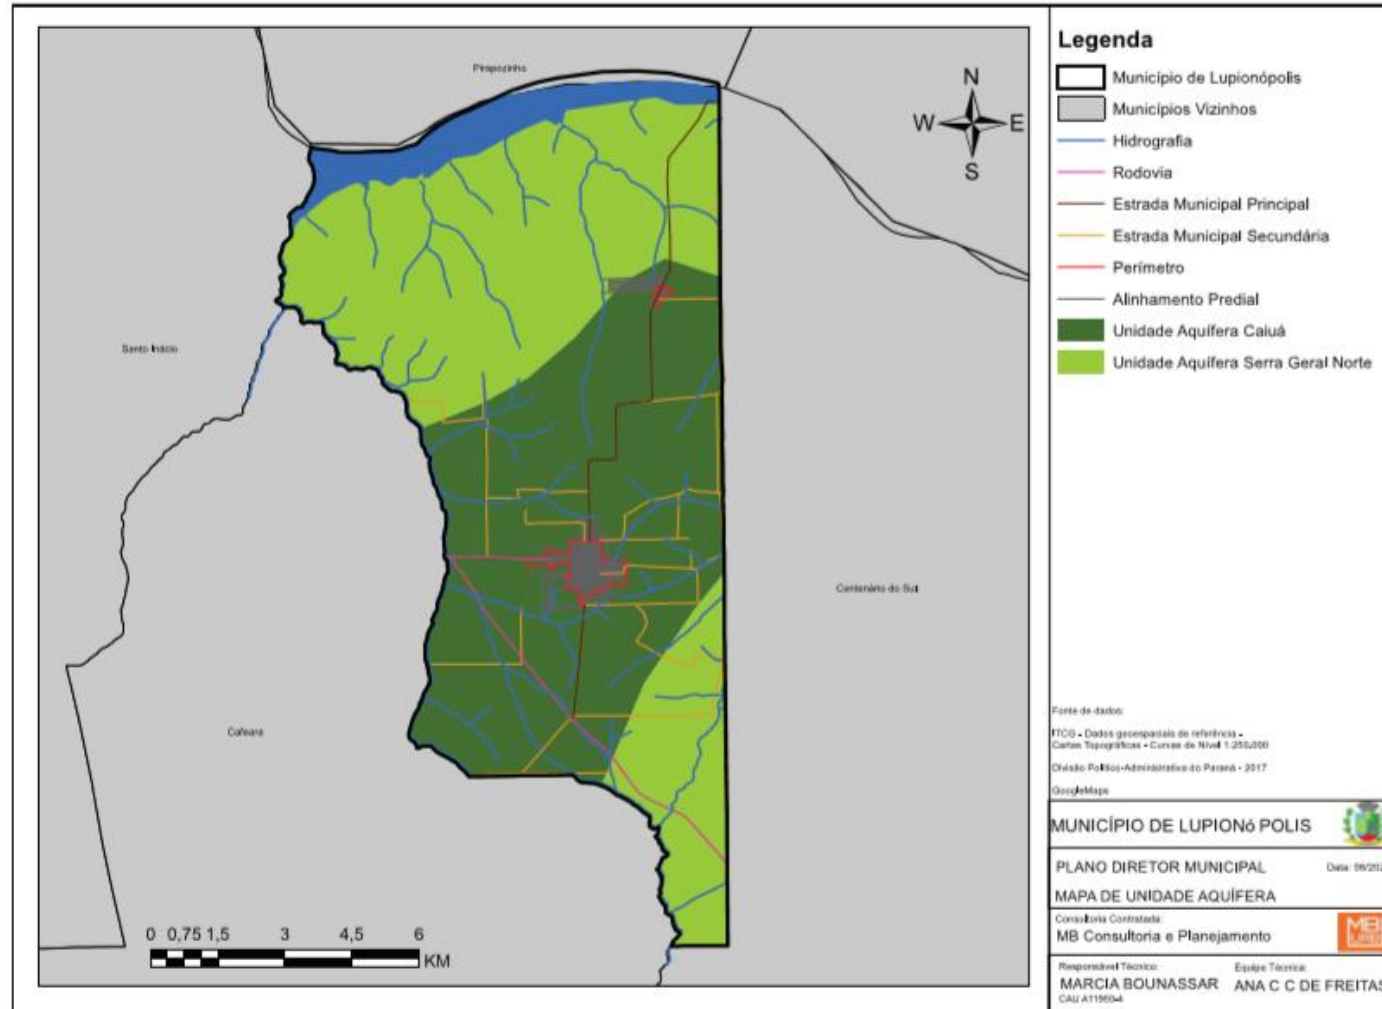 Pirapozinho
N
W
E
S
Santo Inácio
Centenário do Sul
Cafeara
0 0,75 1,5 3 4,5 6
KM
Legenda
Município de Lupionópolis
Municípios Vizinhos
Hidrografia
Rodovia
Estrada Municipal Principal
Estrada Municipal Secundária
Perímetro
Alinhamento Predial
Unidade Aquífera Caiuá
Unidade Aquífera Serra Geral Norte
Fonte de dados:
ITCG - Dados geoespaciais de referência -
Cartas Topográficas - Curvas de Nível 1:250.000
Divisão Político-Administrativa do Paraná - 2017
GoogleMaps
MUNICÍPIO DE LUPIONó POLIS
PLANO DIRETOR MUNICIPAL
Data:
MAPA DE UNIDADE AQUÍFERA
Consultoria Contratada:
MB Consultoria e Planejamento
Responsável Técnico:
MARCIA BOUNASSAR
Equipe Técnica:
ANA C C DE FREITAS